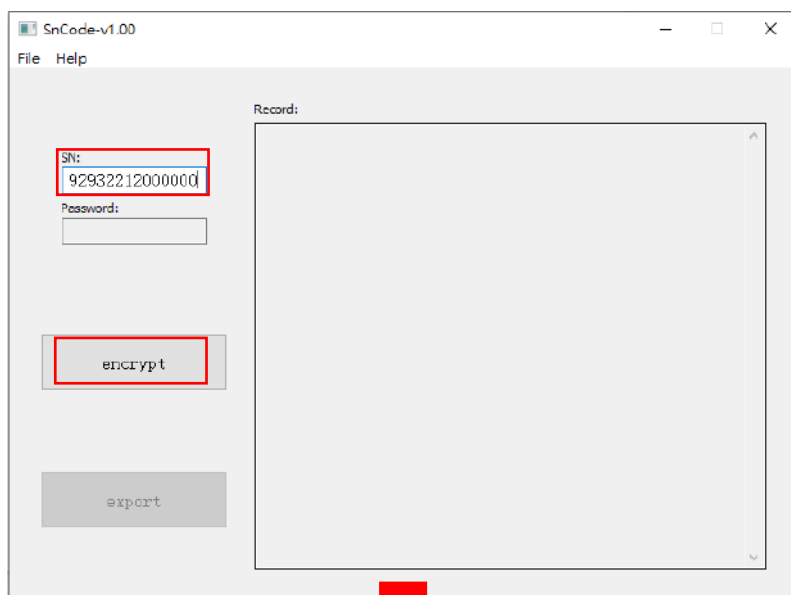 SnCode-v1.00
File Help
Record:
SN:
92932212000000
Password:
encrypt
export